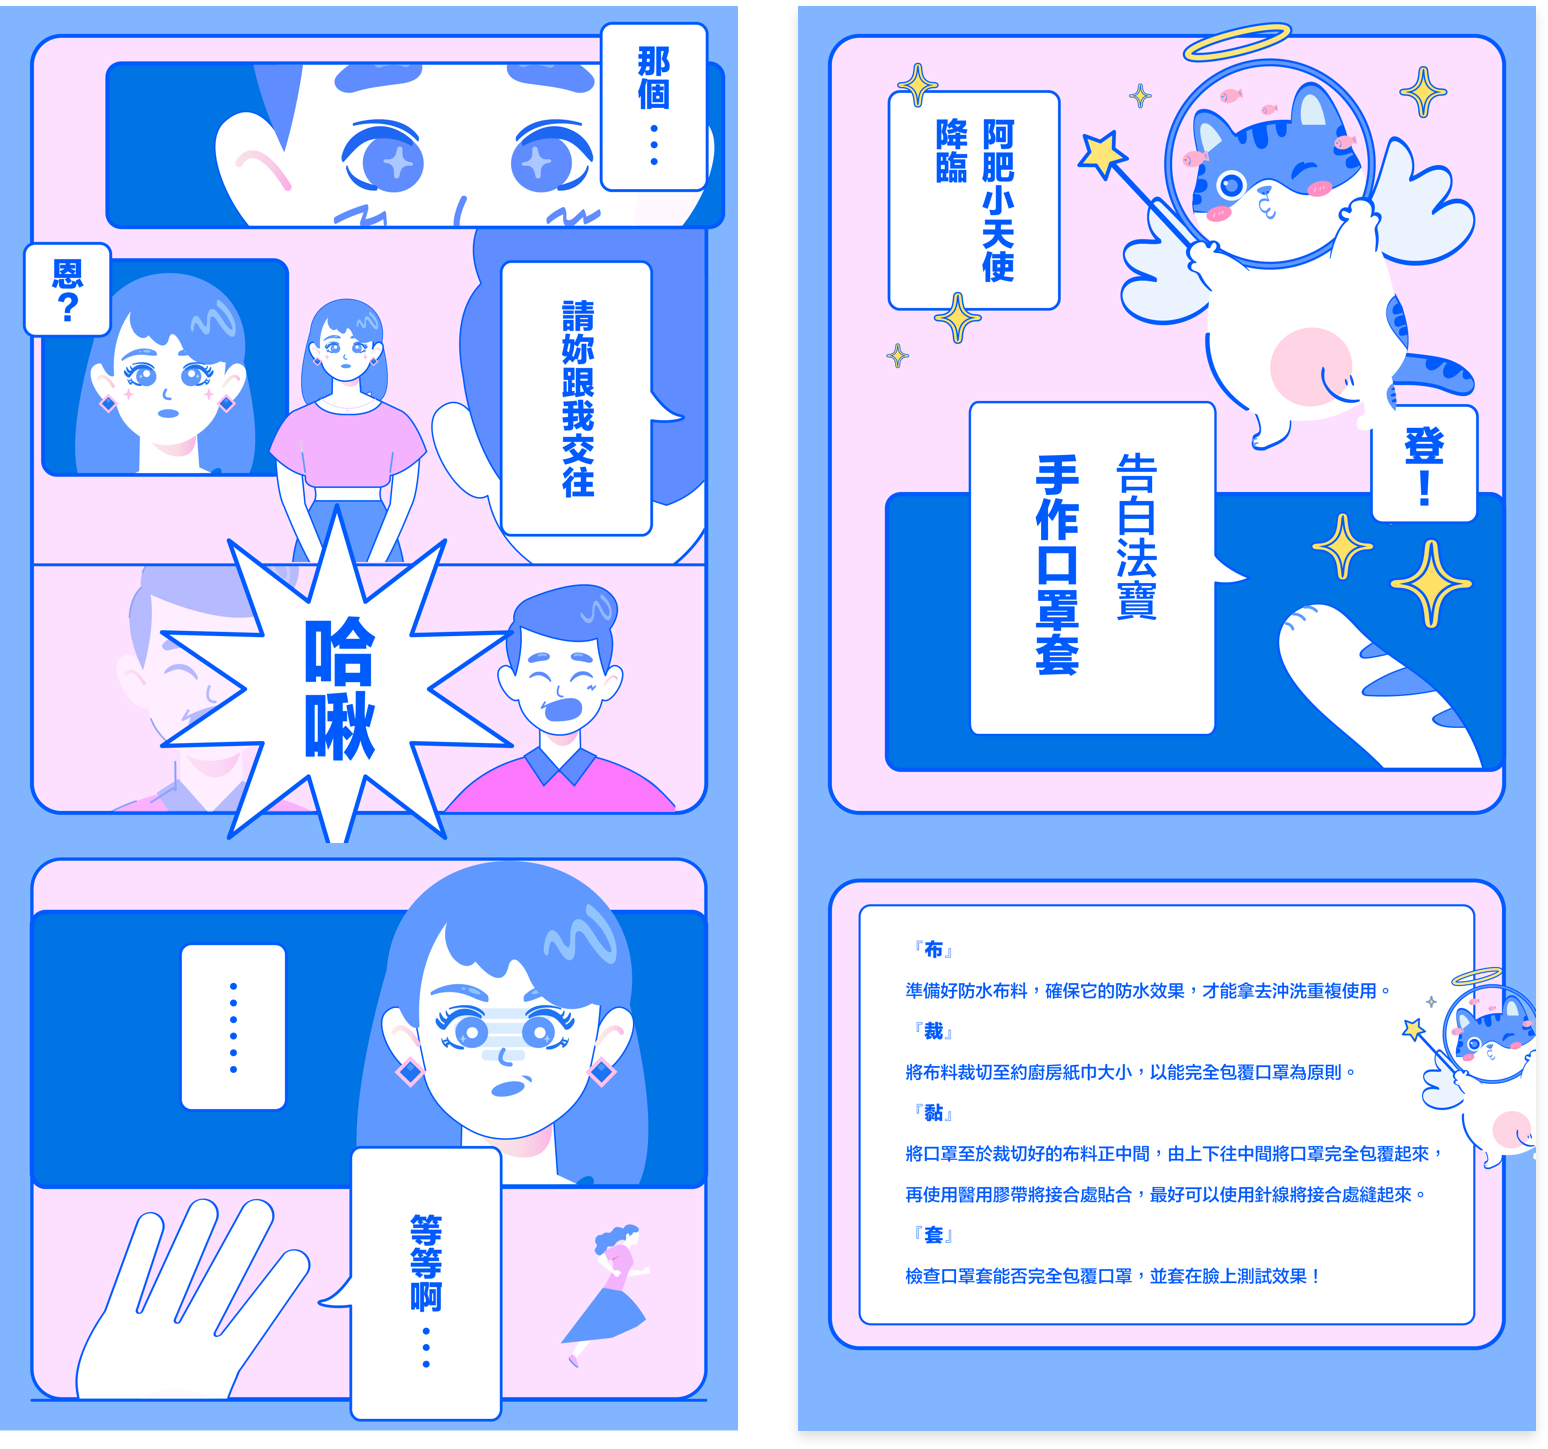 那個⋮
恩？
請妳跟我交往
哈啾
⋮⋮
等等啊⋮
阿肥小天使
降臨
登！
告白法寶
手作口罩套
『布』
準備好防水布料，確保它的防水效果，才能拿去沖洗重複使用。
『裁』
將布料裁切至約廚房紙巾大小，以能完全包覆口罩為原則。
『黏』
將口罩至於裁切好的布料正中間，由上下往中間將口罩完全包覆起來，
再使用醫用膠帶將接合處貼合，最好可以使用針線將接合處縫起來。
『套』
檢查口罩套能否完全包覆口罩，並套在臉上測試效果！